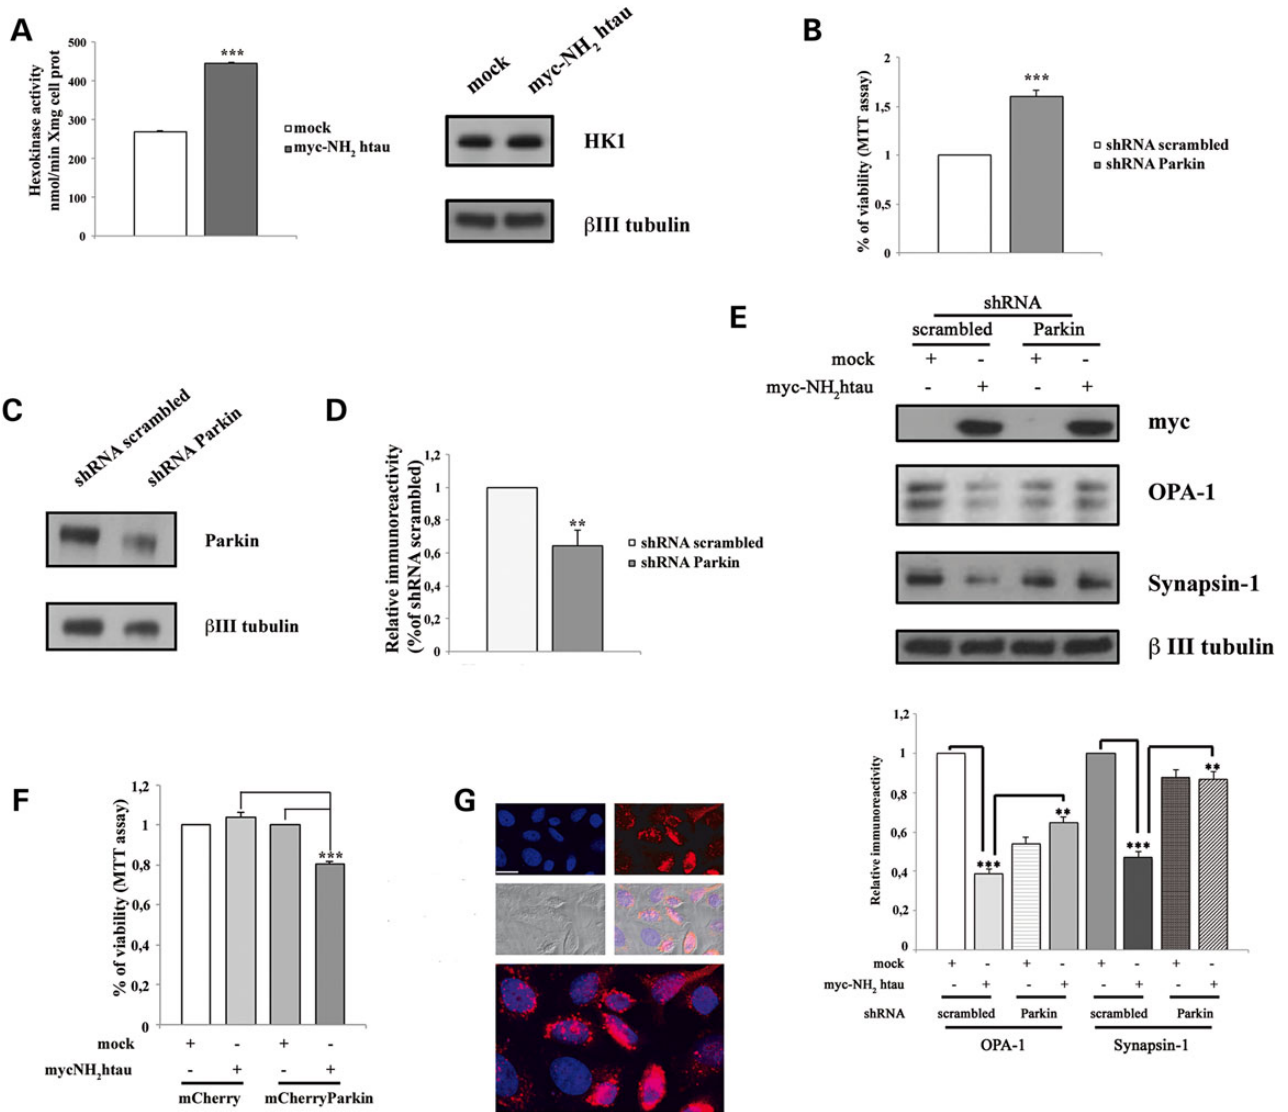 A
Hexokinase activity
nmol/min Xmg cell prot
500
400
300
200
100
0
***
mock
myc-NH2 htau
mock
myc-NH2 htau
HK1
βIII tubulin
B
% of viability (MTT assay)
2
1,5
1
0,5
0
***
shRNA scrambled
shRNA Parkin
C
shRNA scrambled
shRNA Parkin
Parkin
βIII tubulin
D
Relative immunoreactivity
(%of shRNA scrambled)
1,2
1
0,8
0,6
0,4
0,2
0
**
shRNA scrambled
shRNA Parkin
E
shRNA
scrambled Parkin
mock + - + -
myc-NH2htau - + - +
myc
OPA-1
Synapsin-1
β III tubulin
Relative immunoreactivity
1,2
1
0,8
0,6
0,4
0,2
0
*** ** *** **
mock + - + - + - + -
myc-NH2 htau - + - + - + - +
shRNA scrambled Parkin scrambled Parkin
OPA-1 Synapsin-1
F
% of viability (MTT assay)
1,2
1
0,8
0,6
0,4
0,2
0
***
mock + - + -
mycNH2htau - + - +
mCherry mCherryParkin
G